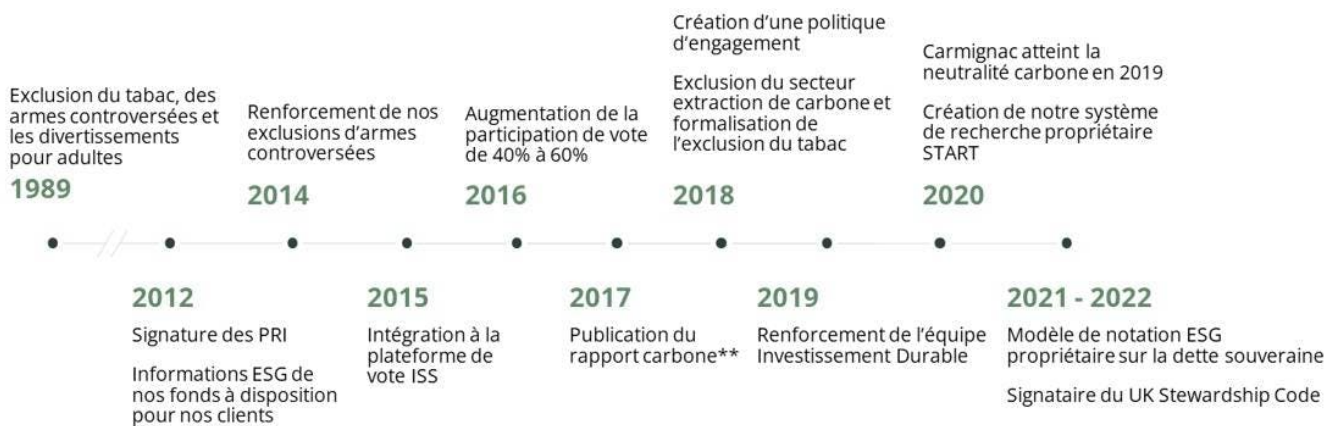 Exclusion du tabac, des
armes controversées et
les divertissements
pour adultes
1989
2012
Signature des PRI
Informations ESG de
nos fonds à disposition
pour nos clients
Renforcement de nos
exclusions d'armes
controversées
2014
2015
Intégration à la
plateforme de
vote ISS
Augmentation de la
participation de vote
de 40% à 60%
2016
2017
Publication du
rapport carbone**
Création d'une politique
d'engagement
Exclusion du secteur
extraction de carbone et
formalisation de
l'exclusion du tabac
2018
2019
Renforcement de l'équipe
Investissement Durable
Carmignac atteint la
neutralité carbone en 2019
Création de notre système
de recherche propriétaire
START
2020
2021 - 2022
Modèle de notation ESG
propriétaire sur la dette souveraine
Signataire du UK Stewardship Code